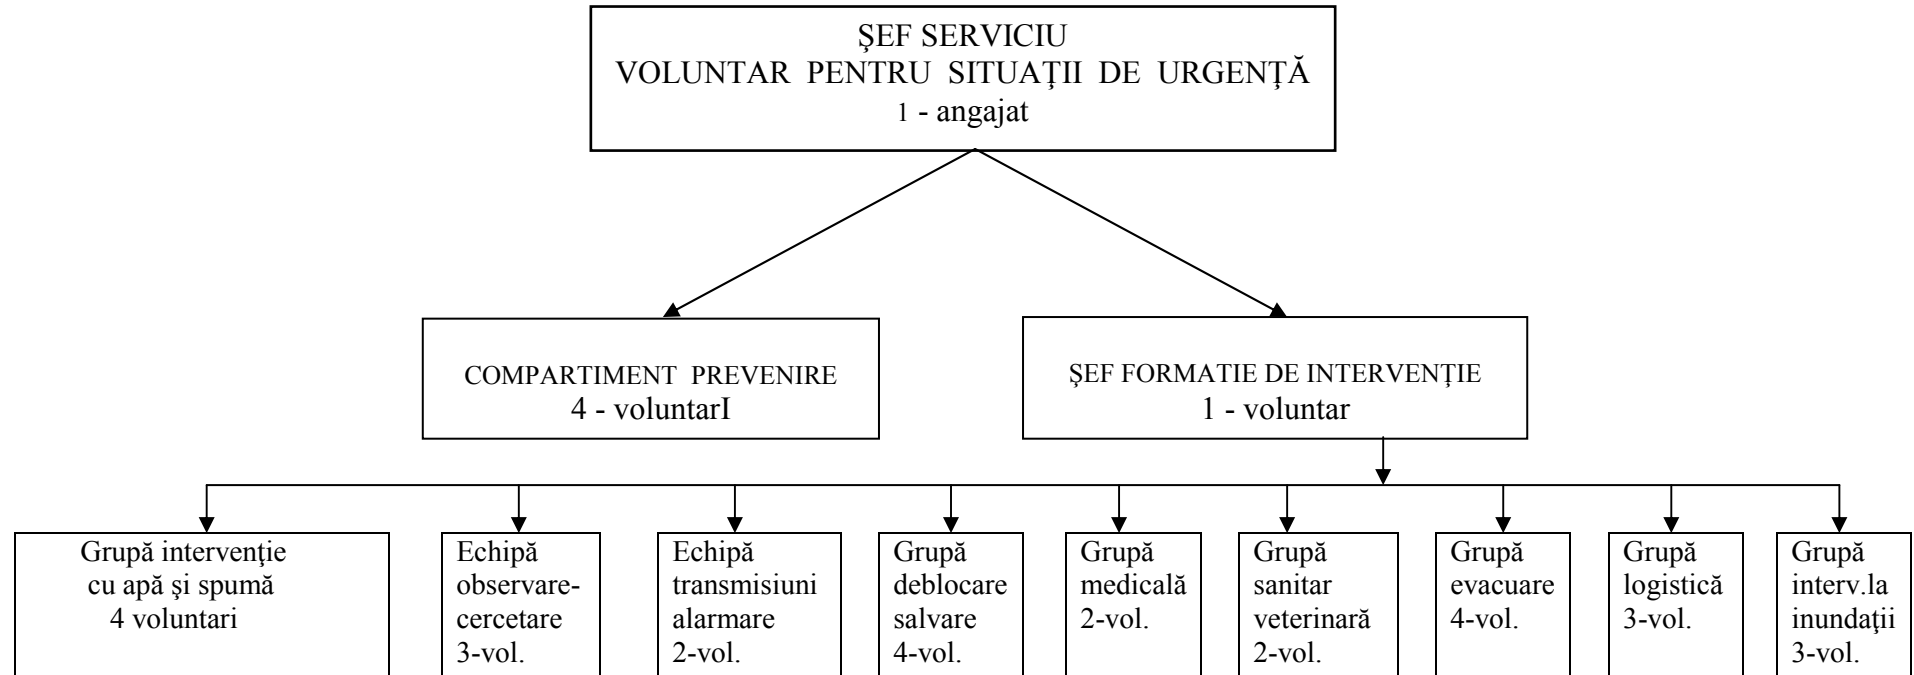 ŞEF SERVICIU
VOLUNTAR PENTRU SITUAŢII DE URGENŢĂ
1 - angajat
COMPARTIMENT PREVENIRE
4 - voluntarI
ŞEF FORMATIE DE INTERVENŢIE
1 - voluntar
Grupă intervenţie
cu apă şi spumă
4 voluntari
Echipă
observare-
cercetare
3-vol.
Echipă
transmisiuni
alarmare
2-vol.
Grupă
deblocare
salvare
4-vol.
Grupă
medicală
2-vol.
Grupă
sanitar
veterinară
2-vol.
Grupă
evacuare
4-vol.
Grupă
logistică
3-vol.
Grupă
interv.la
inundaţii
3-vol.